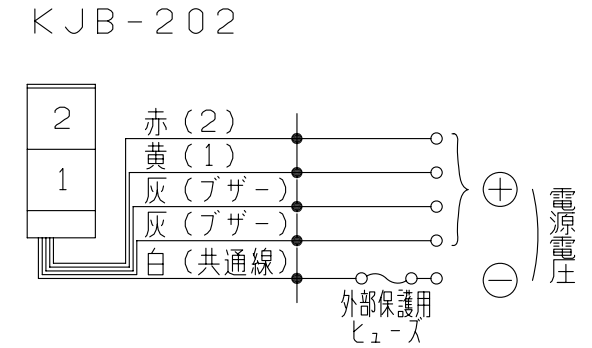 KJB-202
2
1
赤(2)
黄(1)
灰(ブザー)
灰(ブザー)
白(共通線)
外部保護用
ヒューズ
+
−
電源電圧